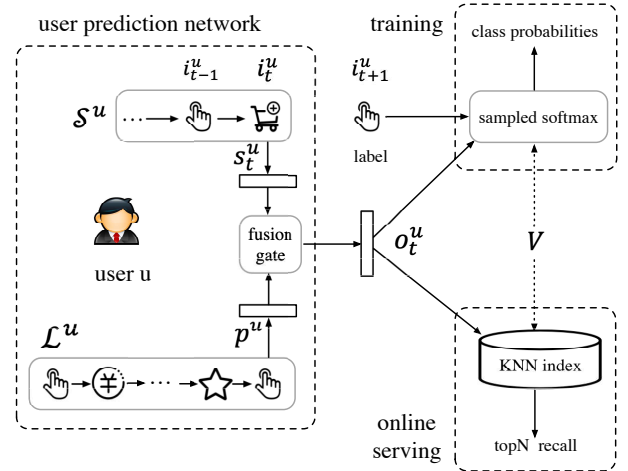 user prediction network
training
class probabilities
i_{t-1}^u i_t^u
i_{t+1}^u
S^u
...
sampled softmax
label
s_t^u
fusion
gate
o_t^u
V
user u
p^u
L^u
¥ ...
KNN index
online
serving
topN recall